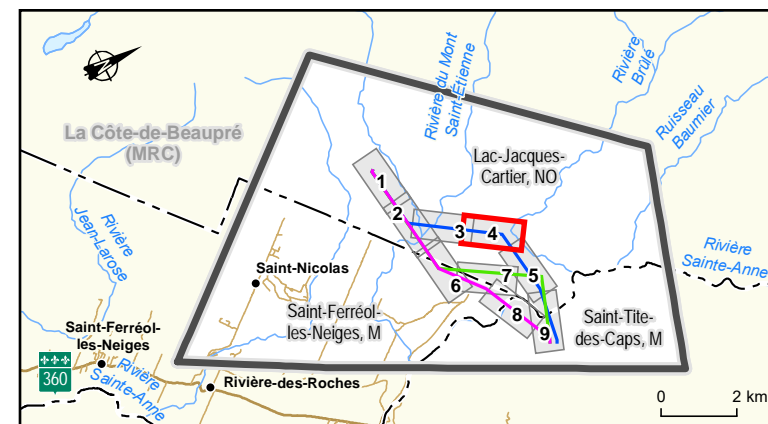 La Côte-de-Beaupré
(MRC)
Rivière du Mont
Saint-Étienne
Rivière
Brûlé
Ruisseau
Baumier
Lac-Jacques-
Cartier, NO
Rivière
Jean-Larose
1
2
3
4
5
6
7
8
9
Rivière
Sainte-Anne
Saint-Nicolas
Saint-Ferréol-
les-Neiges, M
Saint-Tite-
des-Caps, M
Saint-Ferréol-
les-Neiges
360
Rivière
Sainte-Anne
Rivière-des-Roches
0 2 km